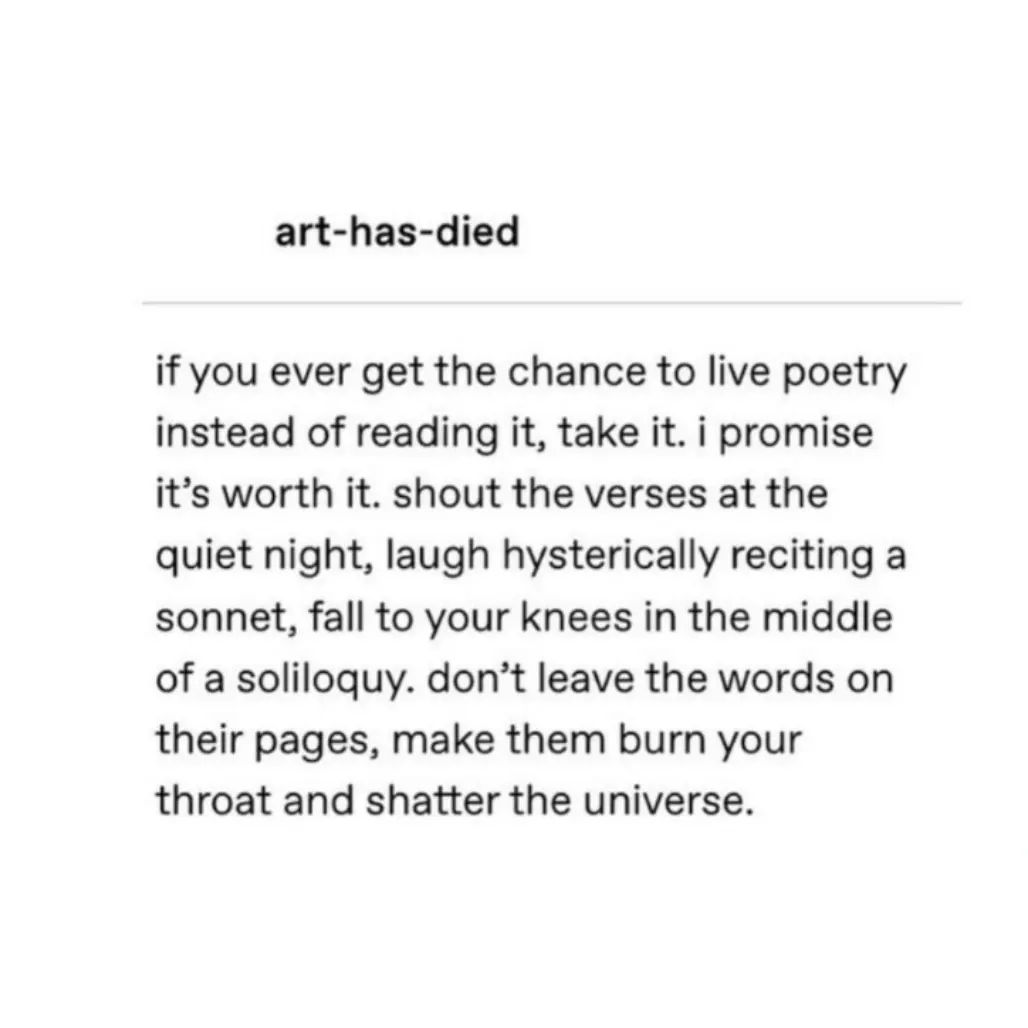 art-has-died
if you ever get the chance to live poetry
instead of reading it, take it. i promise
it’s worth it. shout the verses at the
quiet night, laugh hysterically reciting a
sonnet, fall to your knees in the middle
of a soliloquy. don’t leave the words on
their pages, make them burn your
throat and shatter the universe.